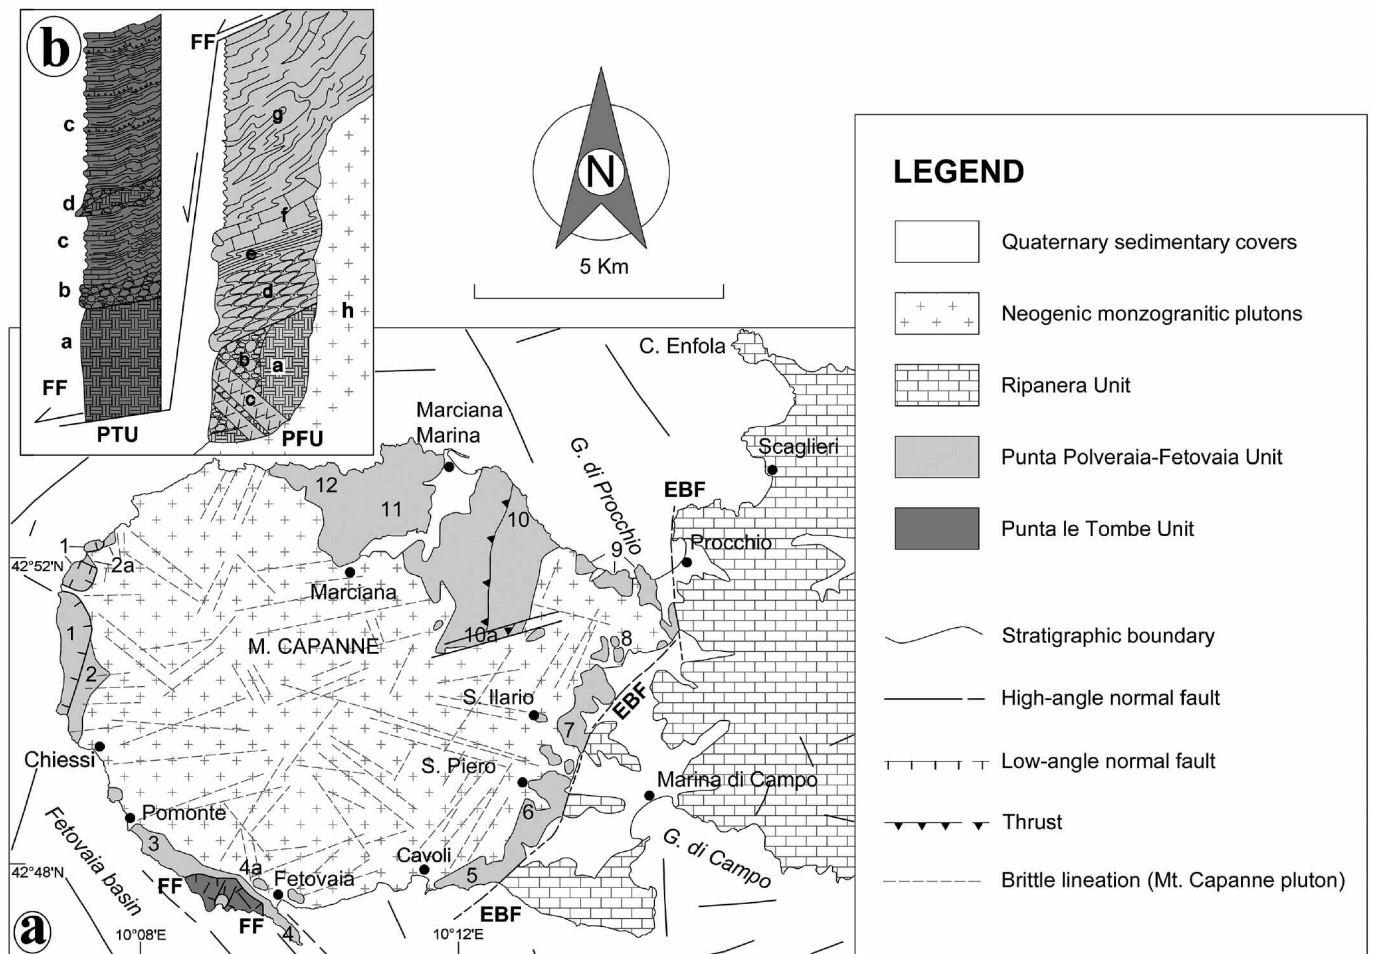 b
FF
c
d
c
b
a
FF
PTU
g
f
e
d
b
a
c
h
PFU
N
5 Km
LEGEND
Quaternary sedimentary covers
Neogenic monzogranitic plutons
Ripanera Unit
Punta Polveraia-Fetovaia Unit
Punta le Tombe Unit
Stratigraphic boundary
High-angle normal fault
Low-angle normal fault
Thrust
Brittle lineation (Mt. Capanne pluton)
C. Enfola
Marciana
Marina
Scaglieri
G. di Procchio
EBF
12
11
10
9
Procchio
1
2a
42°52'N
Marciana
10a
8
1
M. CAPANNE
2
S. Ilario
EBF
7
Chiessi
S. Piero
Marina di Campo
Pomonte
6
3
Fetovaia basin
G. di Campo
Cavoli
4a
42°48'N
Fetovaia
5
FF
FF
EBF
4
a
10°08'E
10°12'E